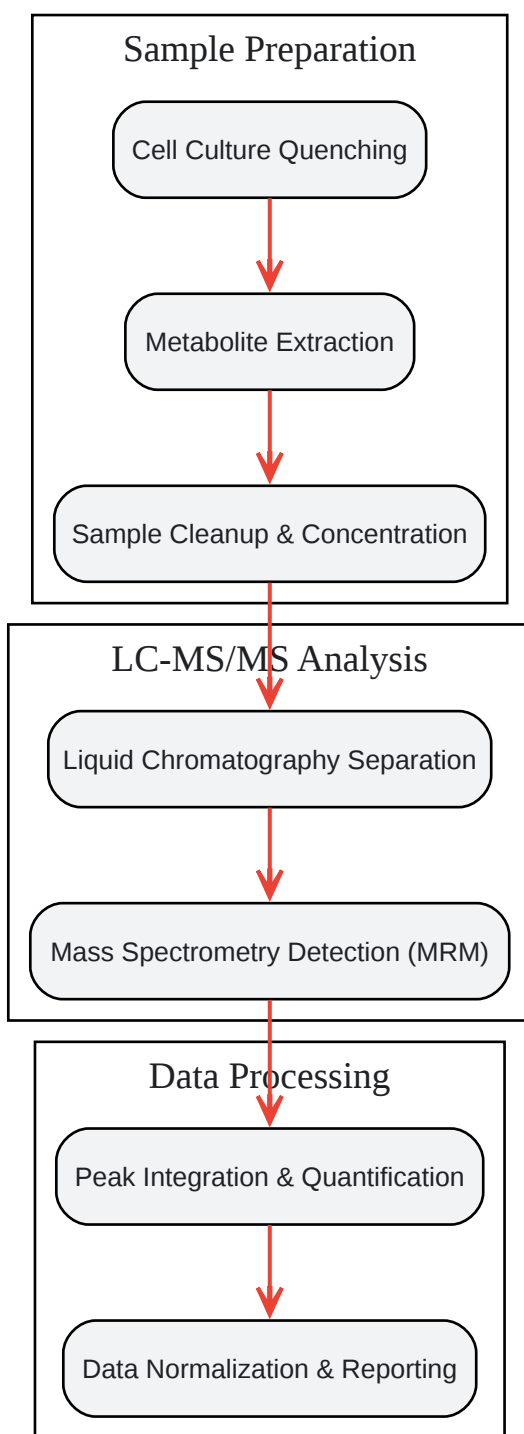 Sample Preparation
Cell Culture Quenching
Metabolite Extraction
Sample Cleanup & Concentration
LC-MS/MS Analysis
Liquid Chromatography Separation
Mass Spectrometry Detection (MRM)
Data Processing
Peak Integration & Quantification
Data Normalization & Reporting